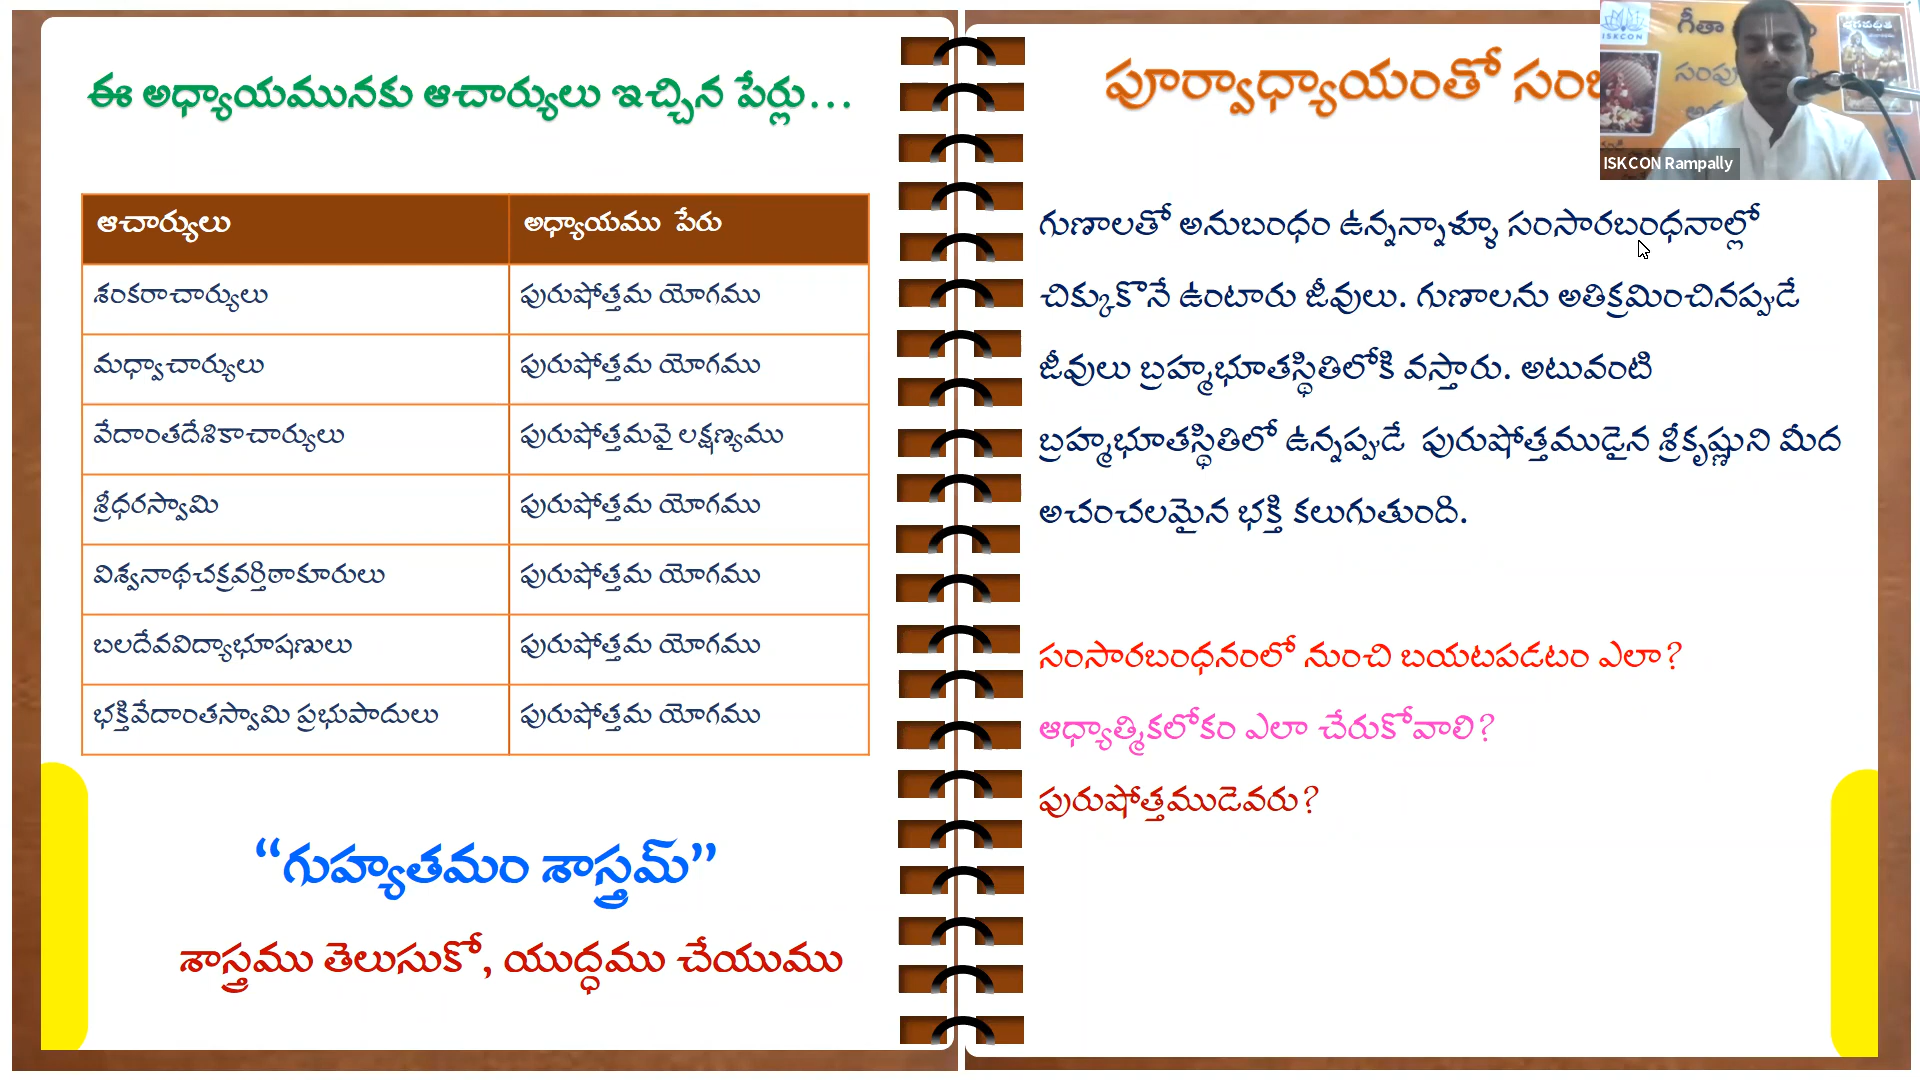 ఈ అధ్యాయమునకు ఆచార్యులు ఇచ్చిన పేర్లు...
ఆచార్యులు అధ్యాయము పేరు
శంకరాచార్యులు పురుషోత్తమ యోగము
మధ్వాచార్యులు పురుషోత్తమ యోగము
వేదాంతదేశికాచార్యులు పురుషోత్తమవై లక్షణ్యము
శ్రీధరస్వామి పురుషోత్తమ యోగము
విశ్వనాథచక్రవర్తిఠాకూరులు పురుషోత్తమ యోగము
బలదేవవిద్యాభూషణులు పురుషోత్తమ యోగము
భక్తివేదాంతస్వామి ప్రభుపాదులు పురుషోత్తమ యోగము
“గుహ్యతమం శాస్త్రమ్”
శాస్త్రము తెలుసుకో, యుద్ధము చేయుము
పూర్వాధ్యాయంతో
గుణాలతో అనుబంధం ఉన్నన్నాళ్ళూ సంసారబంధనాల్లో
చిక్కుకొనే ఉంటారు జీవులు. గుణాలను అతిక్రమించినప్పుడే
జీవులు బ్రహ్మభూతస్థితిలోకి వస్తారు. అటువంటి
బ్రహ్మభూతస్థితిలో ఉన్నప్పుడే పురుషోత్తముడైన శ్రీకృష్ణుని మీద
అచంచలమైన భక్తి కలుగుతుంది.
సంసారబంధనంలో నుంచి బయటపడటం ఎలా?
ఆధ్యాత్మికలోకం ఎలా చేరుకోవాలి?
పురుషోత్తముడెవరు?
ISKCON
గీతా
ISKCON Rampally